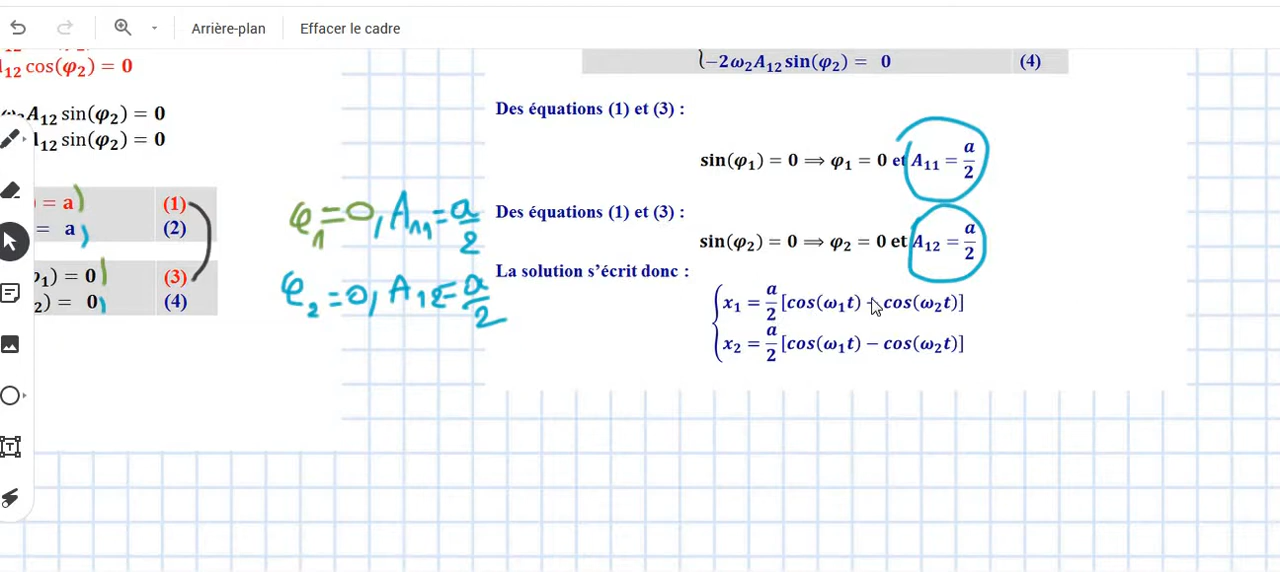 Arrière-plan Effacer le cadre
A₁₂ cos(φ₂) = 0
A₁₂ sin(φ₂) = 0
A₁₂ sin(φ₂) = 0
= a) (1)
= a) (2)
φ₁) = 0) (3)
₂) = 0) (4)
φ₁ = 0, A₁₁ = a/2
φ₂ = 0, A₁₂ = a/2
{−2ω₂A₁₂ sin(φ₂) = 0 (4)
Des équations (1) et (3) :
sin(φ₁) = 0 ⟹ φ₁ = 0 et A₁₁ = a/2
Des équations (1) et (3) :
sin(φ₂) = 0 ⟹ φ₂ = 0 et A₁₂ = a/2
La solution s'écrit donc :
x₁ = a/2 [cos(ω₁t) + cos(ω₂t)]
x₂ = a/2 [cos(ω₁t) − cos(ω₂t)]